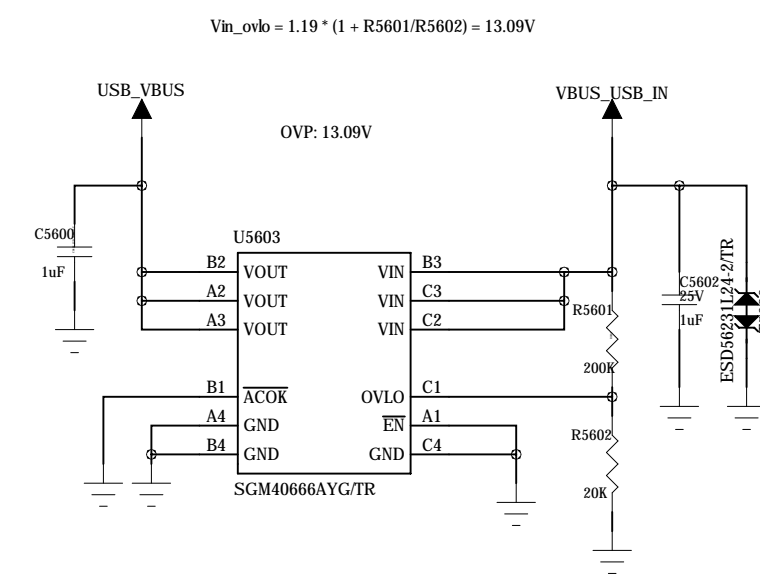 Vin_ovlo = 1.19 * (1 + R5601/R5602) = 13.09V
USB_VBUS
VBUS_USB_IN
OVP: 13.09V
C5600
1uF
U5603
B2 VOUT VIN B3
A2 VOUT VIN C3
A3 VOUT VIN C2
B1 ACOK OVLO C1
A4 GND EN A1
B4 GND GND C4
SGM40666AYG/TR
R5601
200K
R5602
20K
C5602
25V
1uF
ESD56231L24-2/TR